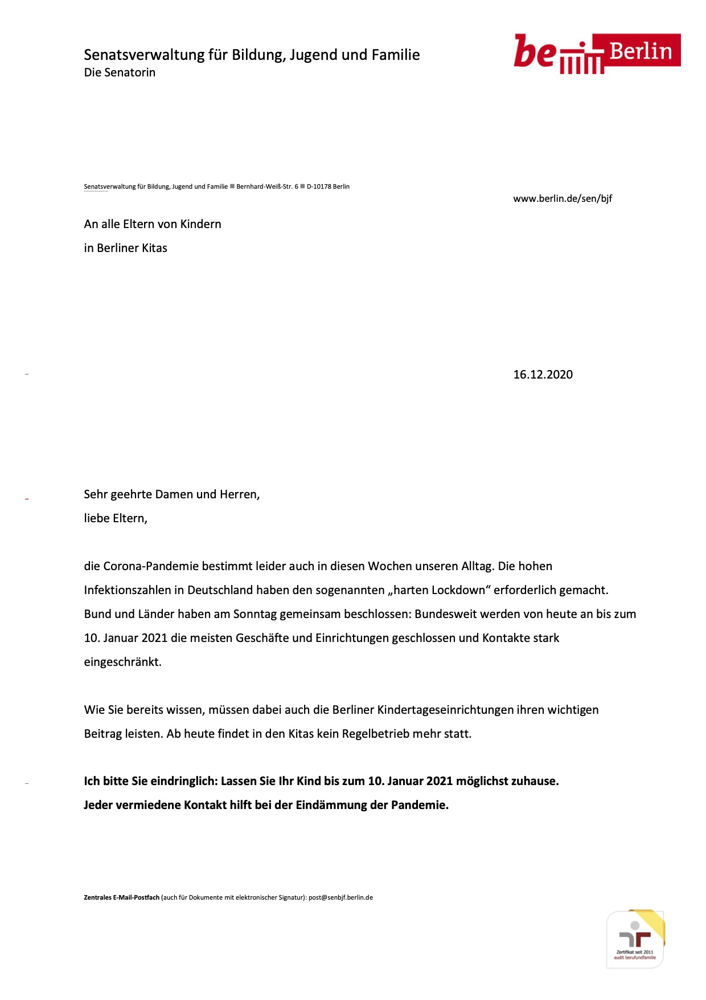 Senatsverwaltung für Bildung, Jugend und Familie
Die Senatorin
be Berlin
Senatsverwaltung für Bildung, Jugend und Familie ■ Bernhard-Weiß-Str. 6 ■ D-10178 Berlin
www.berlin.de/sen/bjf
An alle Eltern von Kindern
in Berliner Kitas
16.12.2020
Sehr geehrte Damen und Herren,
liebe Eltern,
die Corona-Pandemie bestimmt leider auch in diesen Wochen unseren Alltag. Die hohen
Infektionszahlen in Deutschland haben den sogenannten „harten Lockdown“ erforderlich gemacht.
Bund und Länder haben am Sonntag gemeinsam beschlossen: Bundesweit werden von heute an bis zum
10. Januar 2021 die meisten Geschäfte und Einrichtungen geschlossen und Kontakte stark
eingeschränkt.
Wie Sie bereits wissen, müssen dabei auch die Berliner Kindertageseinrichtungen ihren wichtigen
Beitrag leisten. Ab heute findet in den Kitas kein Regelbetrieb mehr statt.
Ich bitte Sie eindringlich: Lassen Sie Ihr Kind bis zum 10. Januar 2021 möglichst zuhause.
Jeder vermiedene Kontakt hilft bei der Eindämmung der Pandemie.
Zentrales E-Mail-Postfach (auch für Dokumente mit elektronischer Signatur): post@senbjf.berlin.de
Zertifikat seit 2011
audit berufundfamilie